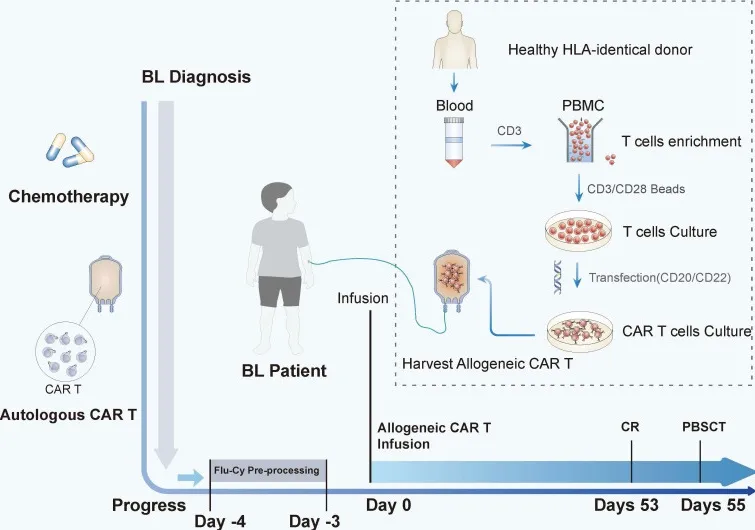 Healthy HLA-identical donor
BL Diagnosis
Blood
PBMC
CD3
T cells enrichment
CD3/CD28 Beads
Chemotherapy
T cells Culture
Transfection(CD20/CD22)
Infusion
CAR T cells Culture
Harvest Allogeneic CAR T
BL Patient
CAR T
Autologous CAR T
Allogeneic CAR T
Infusion
CR
PBSCT
Flu-Cy Pre-processing
Progress
Day -4
Day -3
Day 0
Days 53
Days 55